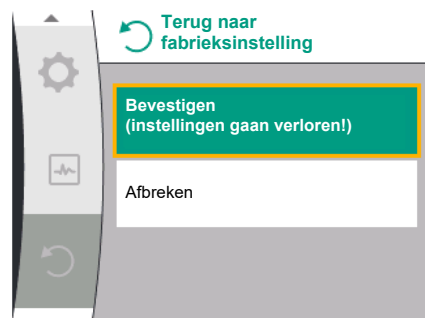 Terug naar
fabrieksinstelling
Bevestigen
(instellingen gaan verloren!)
Afbreken